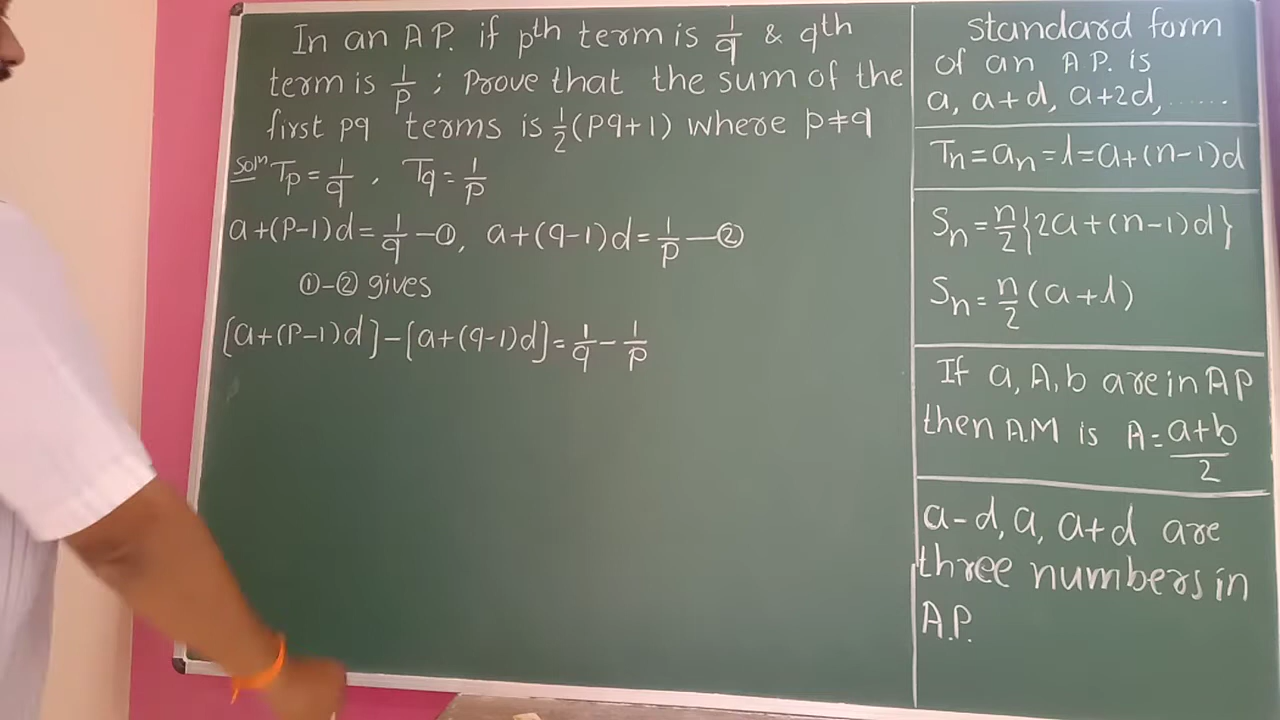 In an A.P. if pth term is 1/q & qth
term is 1/p ; Prove that the sum of the
first pq terms is 1/2(Pq+1) where p≠q
Soln Tp = 1/q , Tq = 1/p
a+(P-1)d = 1/q —①, a+(q-1)d = 1/p —②
①-② gives
[a+(P-1)d]-[a+(q-1)d] = 1/q - 1/p
standard form
of an A.P. is
a, a+d, a+2d, ......
Tn = an = l = a+(n-1)d
Sn = n/2{2a+(n-1)d}
Sn = n/2(a+l)
If a, A, b are in AP
then A.M is A = a+b/2
a-d, a, a+d are
three numbers in
A.P.